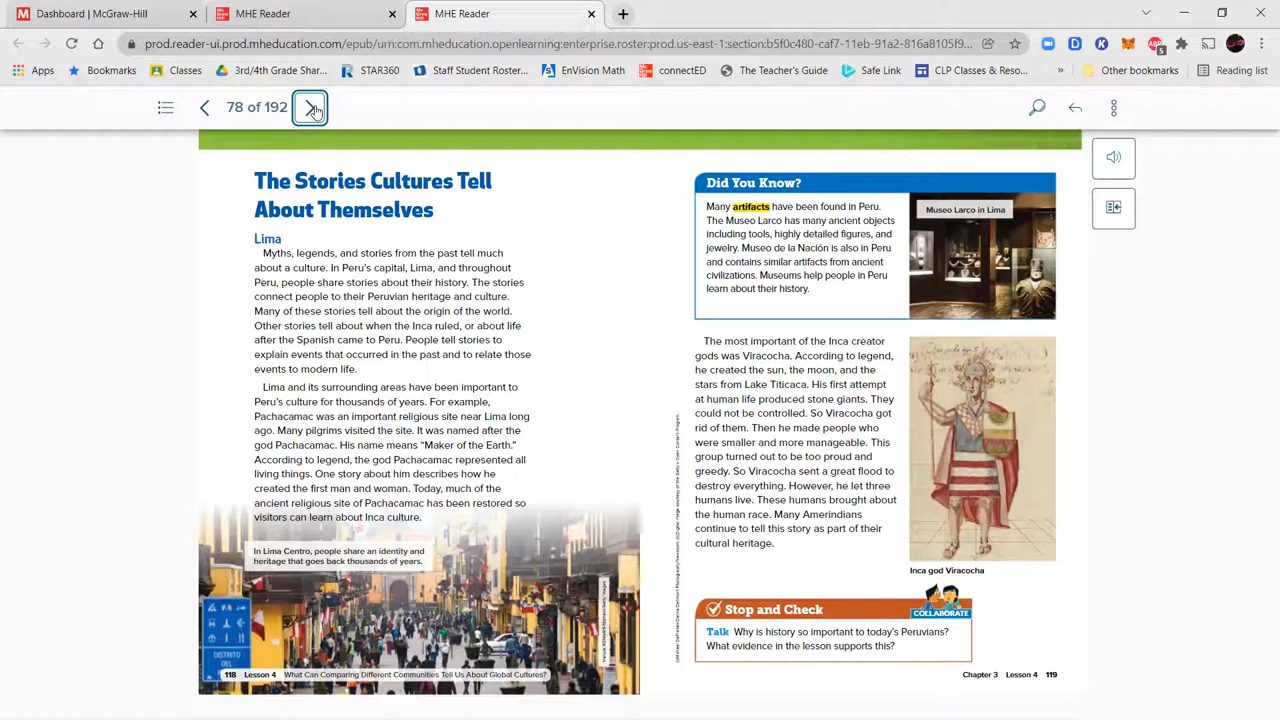 Dashboard | McGraw-Hill
MHE Reader
MHE Reader
prod.reader-ui.prod.mheducation.com/epub/urn:com.mheducation.openlearning:enterprise.roster:prod.us-east-1:section:b5f0c480-caf7-11eb-91e2-816a8105f9...
Apps Bookmarks Classes 3rd/4th Grade Shar... STAR360 Staff Student Roster... EnVision Math connectED The Teacher's Guide Safe Link CLP Classes & Reso... » Other bookmarks Reading list
78 of 192
The Stories Cultures Tell
About Themselves
Lima
Myths, legends, and stories from the past tell much
about a culture. In Peru's capital, Lima, and throughout
Peru, people share stories about their history. The stories
connect people to their Peruvian heritage and culture.
Many of these stories tell about the origin of the world.
Other stories tell about when the Inca ruled, or about life
after the Spanish came to Peru. People tell stories to
explain events that occurred in the past and to relate those
events to modern life.
Lima and its surrounding areas have been important to
Peru's culture for thousands of years. For example,
Pachacamac was an important religious site near Lima long
ago. Many pilgrims visited the site. It was named after the
god Pachacamac. His name means "Maker of the Earth."
According to legend, the god Pachacamac represented all
living things. One story about him describes how he
created the first man and woman. Today, much of the
ancient religious site of Pachacamac has been restored so
visitors can learn about Inca culture.
In Lima Centro, people share an identity and
heritage that goes back thousands of years.
DISTRITO
118 Lesson 4 What Can Comparing Different Communities Tell Us About Global Cultures?
Did You Know?
Many artifacts have been found in Peru.
The Museo Larco has many ancient objects
including tools, highly detailed figures, and
jewelry. Museo de la Nación is also in Peru
and contains similar artifacts from ancient
civilizations. Museums help people in Peru
learn about their history.
Museo Larco in Lima
The most important of the Inca creator
gods was Viracocha. According to legend,
he created the sun, the moon, and the
stars from Lake Titicaca. His first attempt
at human life produced stone giants. They
could not be controlled. So Viracocha got
rid of them. Then he made people who
were smaller and more manageable. This
group turned out to be too proud and
greedy. So Viracocha sent a great flood to
destroy everything. However, he let three
humans live. These humans brought about
the human race. Many Amerindians
continue to tell this story as part of their
cultural heritage.
Inca god Viracocha
Stop and Check
COLLABORATE
Talk Why is history so important to today's Peruvians?
What evidence in the lesson supports this?
Chapter 3 Lesson 4 119